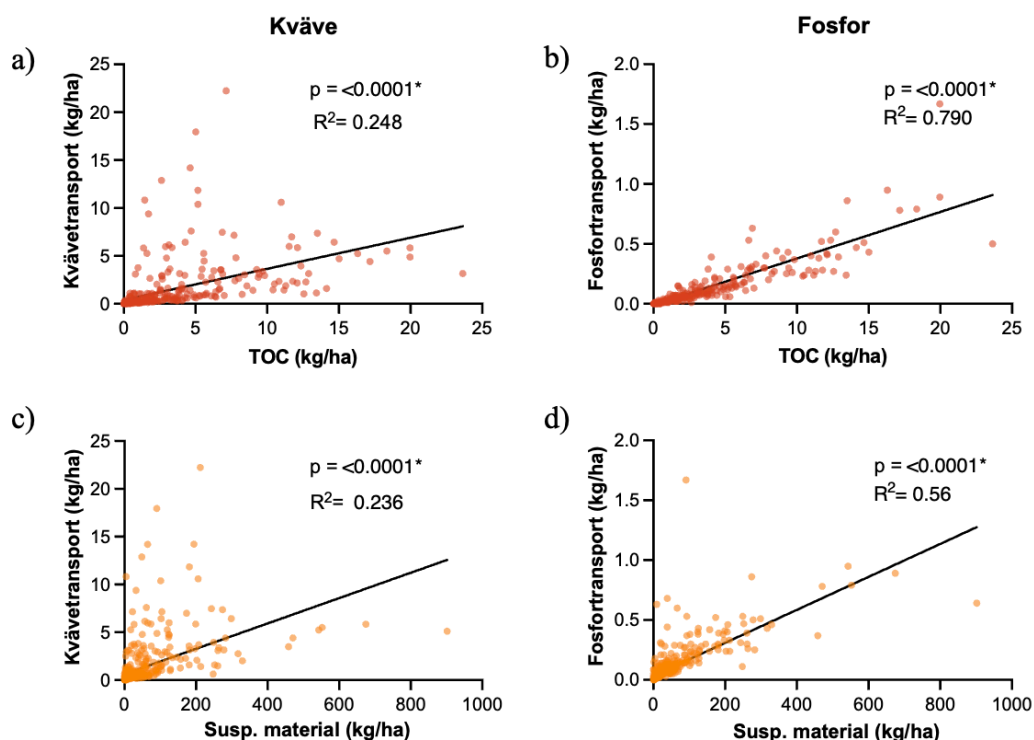 Kväve
Fosfor
a)
Kvävetransport (kg/ha)
25
20
15
10
5
0
p = <0.0001*
R²= 0.248
0 5 10 15 20 25
TOC (kg/ha)
b)
Fosfortransport (kg/ha)
2.0
1.5
1.0
0.5
0.0
p = <0.0001*
R²= 0.790
0 5 10 15 20 25
TOC (kg/ha)
c)
Kvävetransport (kg/ha)
25
20
15
10
5
0
p = <0.0001*
R²= 0.236
0 200 400 600 800 1000
Susp. material (kg/ha)
d)
Fosfortransport (kg/ha)
2.0
1.5
1.0
0.5
0.0
p = <0.0001*
R²= 0.56
0 200 400 600 800 1000
Susp. material (kg/ha)